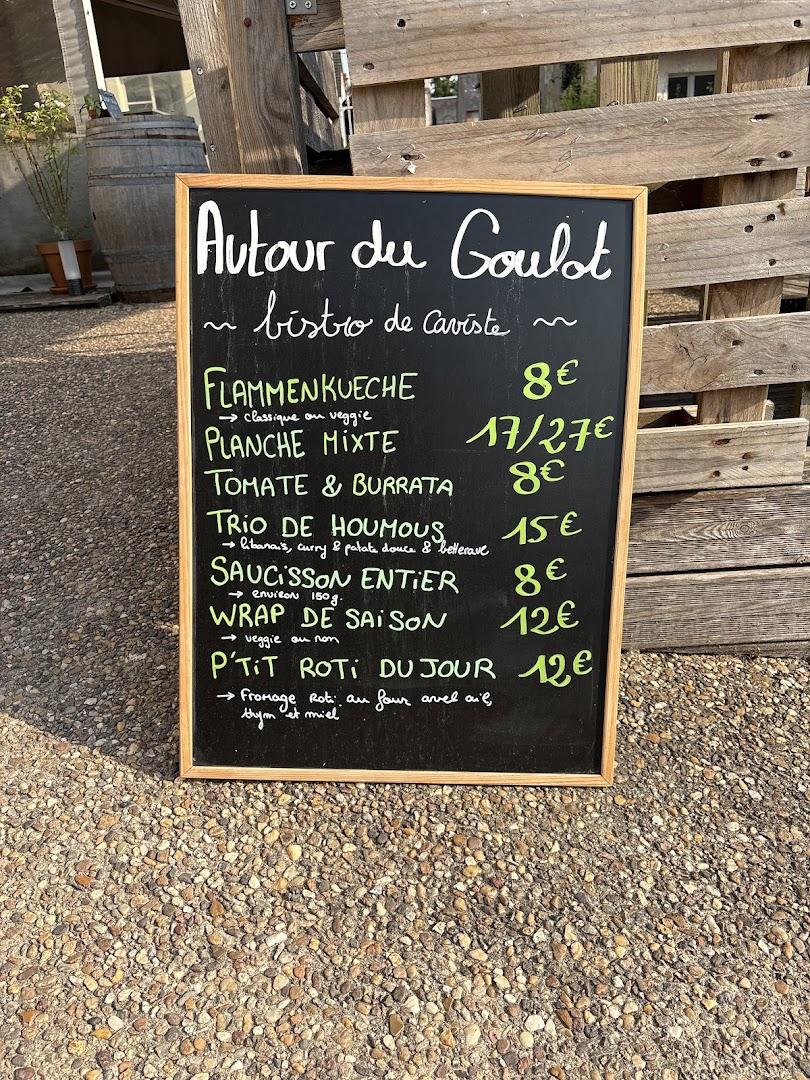 Autour du Goulot
~ bistro de Caviste ~
FLAMMENKUECHE 8€
→ classique ou veggie
PLANCHE MIXTE 17/27€
TOMATE & BURRATA 8€
TRIO DE HOUMOUS 15€
→ libanais, curry & patate douce & betterave
SAUCISSON ENTIER 8€
→ environ 150g.
WRAP DE SAISON 12€
→ veggie ou non
P'TIT ROTI DU JOUR 12€
→ Fromage Roti au four avel ail,
thym et miel